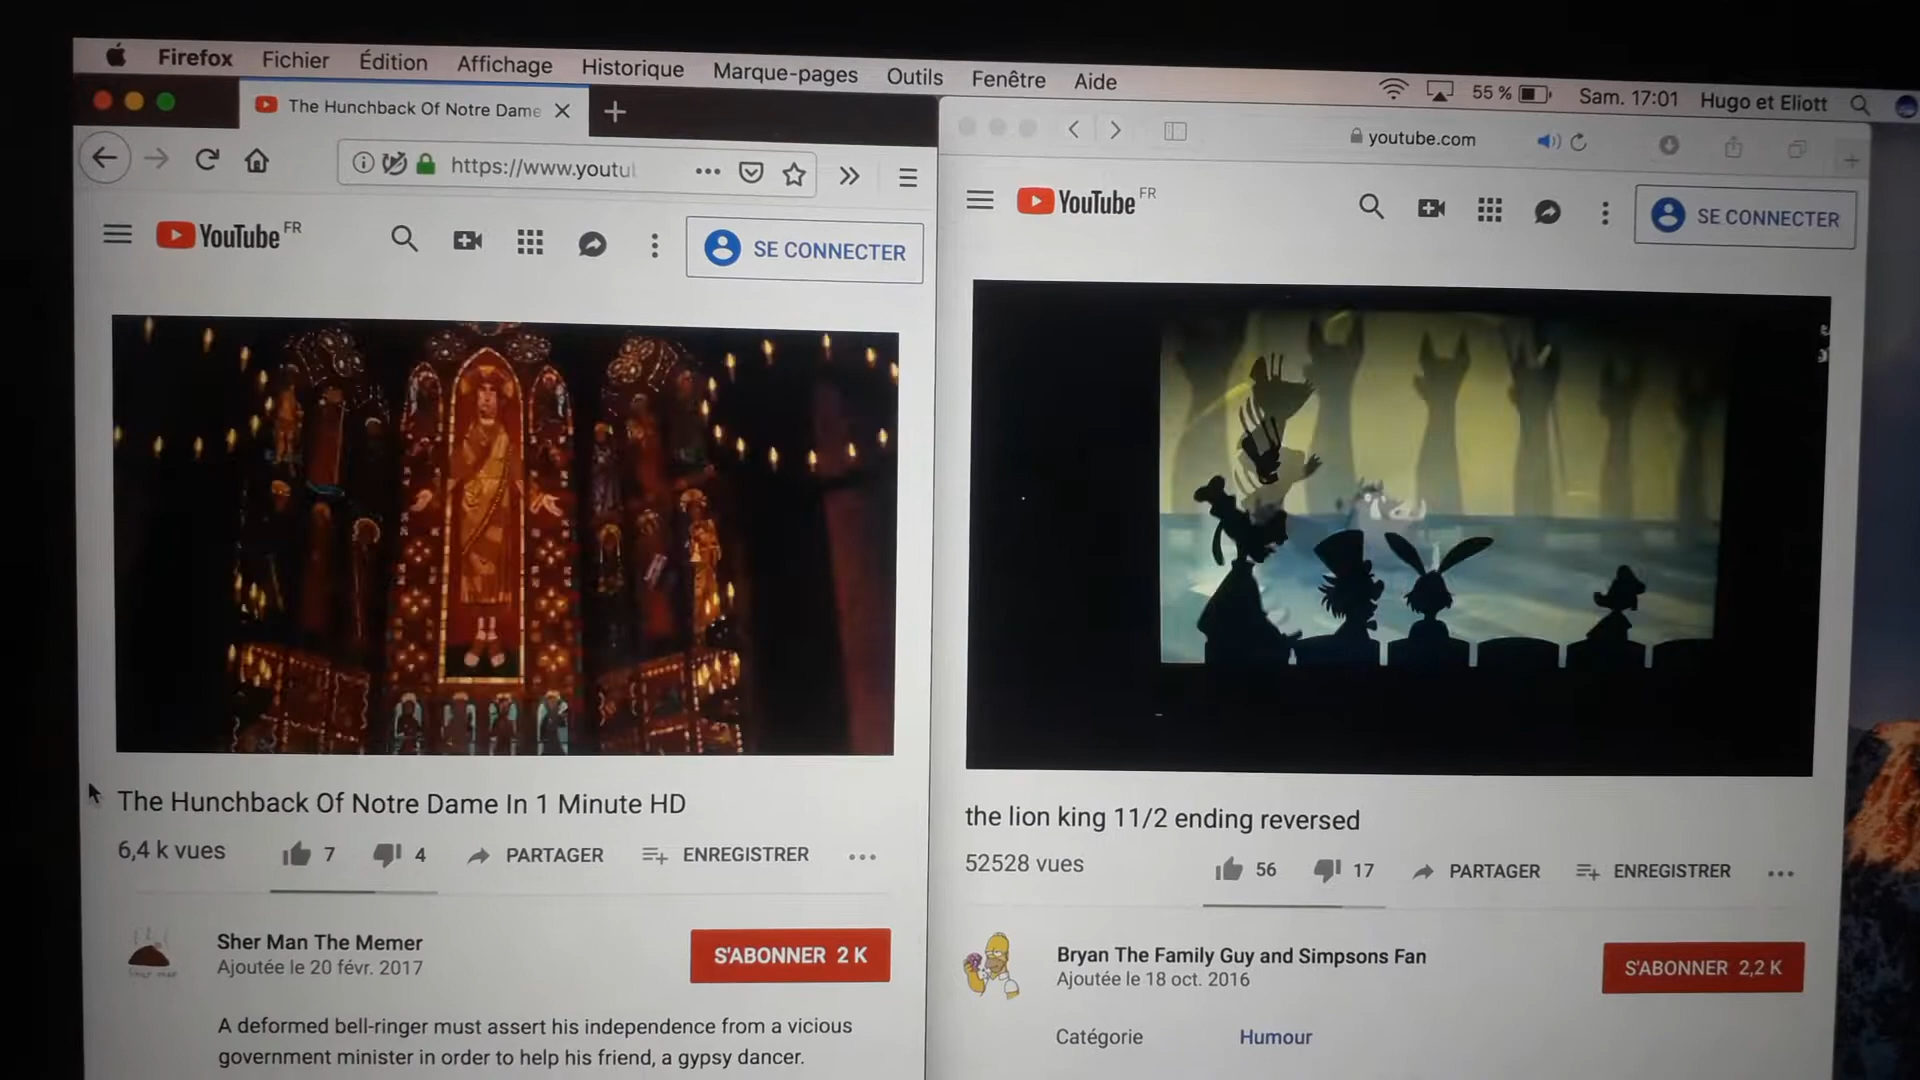 Firefox Fichier Édition Affichage Historique Marque-pages Outils Fenêtre Aide 55 % Sam. 17:01 Hugo et Eliott
The Hunchback Of Notre Dame
https://www.youtu
YouTube FR
SE CONNECTER
The Hunchback Of Notre Dame In 1 Minute HD
6,4 k vues 7 4 PARTAGER ENREGISTRER
Sher Man The Memer
Ajoutée le 20 févr. 2017
S'ABONNER 2 K
A deformed bell-ringer must assert his independence from a vicious
government minister in order to help his friend, a gypsy dancer.
youtube.com
YouTube FR
SE CONNECTER
the lion king 11/2 ending reversed
52528 vues 56 17 PARTAGER ENREGISTRER
Bryan The Family Guy and Simpsons Fan
Ajoutée le 18 oct. 2016
S'ABONNER 2,2 K
Catégorie Humour